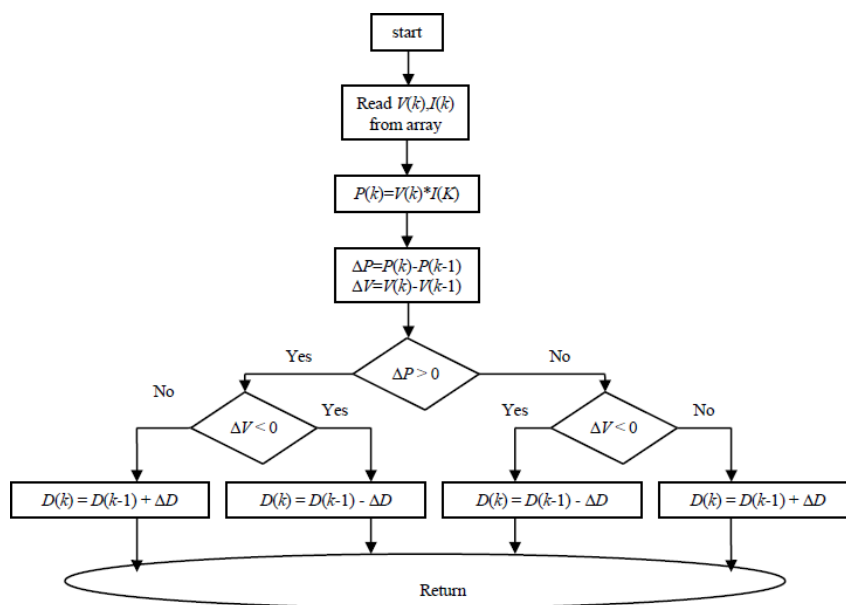 start
Read V(k),I(k)
from array
P(k)=V(k)*I(K)
ΔP=P(k)-P(k-1)
ΔV=V(k)-V(k-1)
Yes
No
ΔP > 0
No
Yes
Yes
No
ΔV < 0
ΔV < 0
D(k) = D(k-1) + ΔD
D(k) = D(k-1) - ΔD
D(k) = D(k-1) - ΔD
D(k) = D(k-1) + ΔD
Return